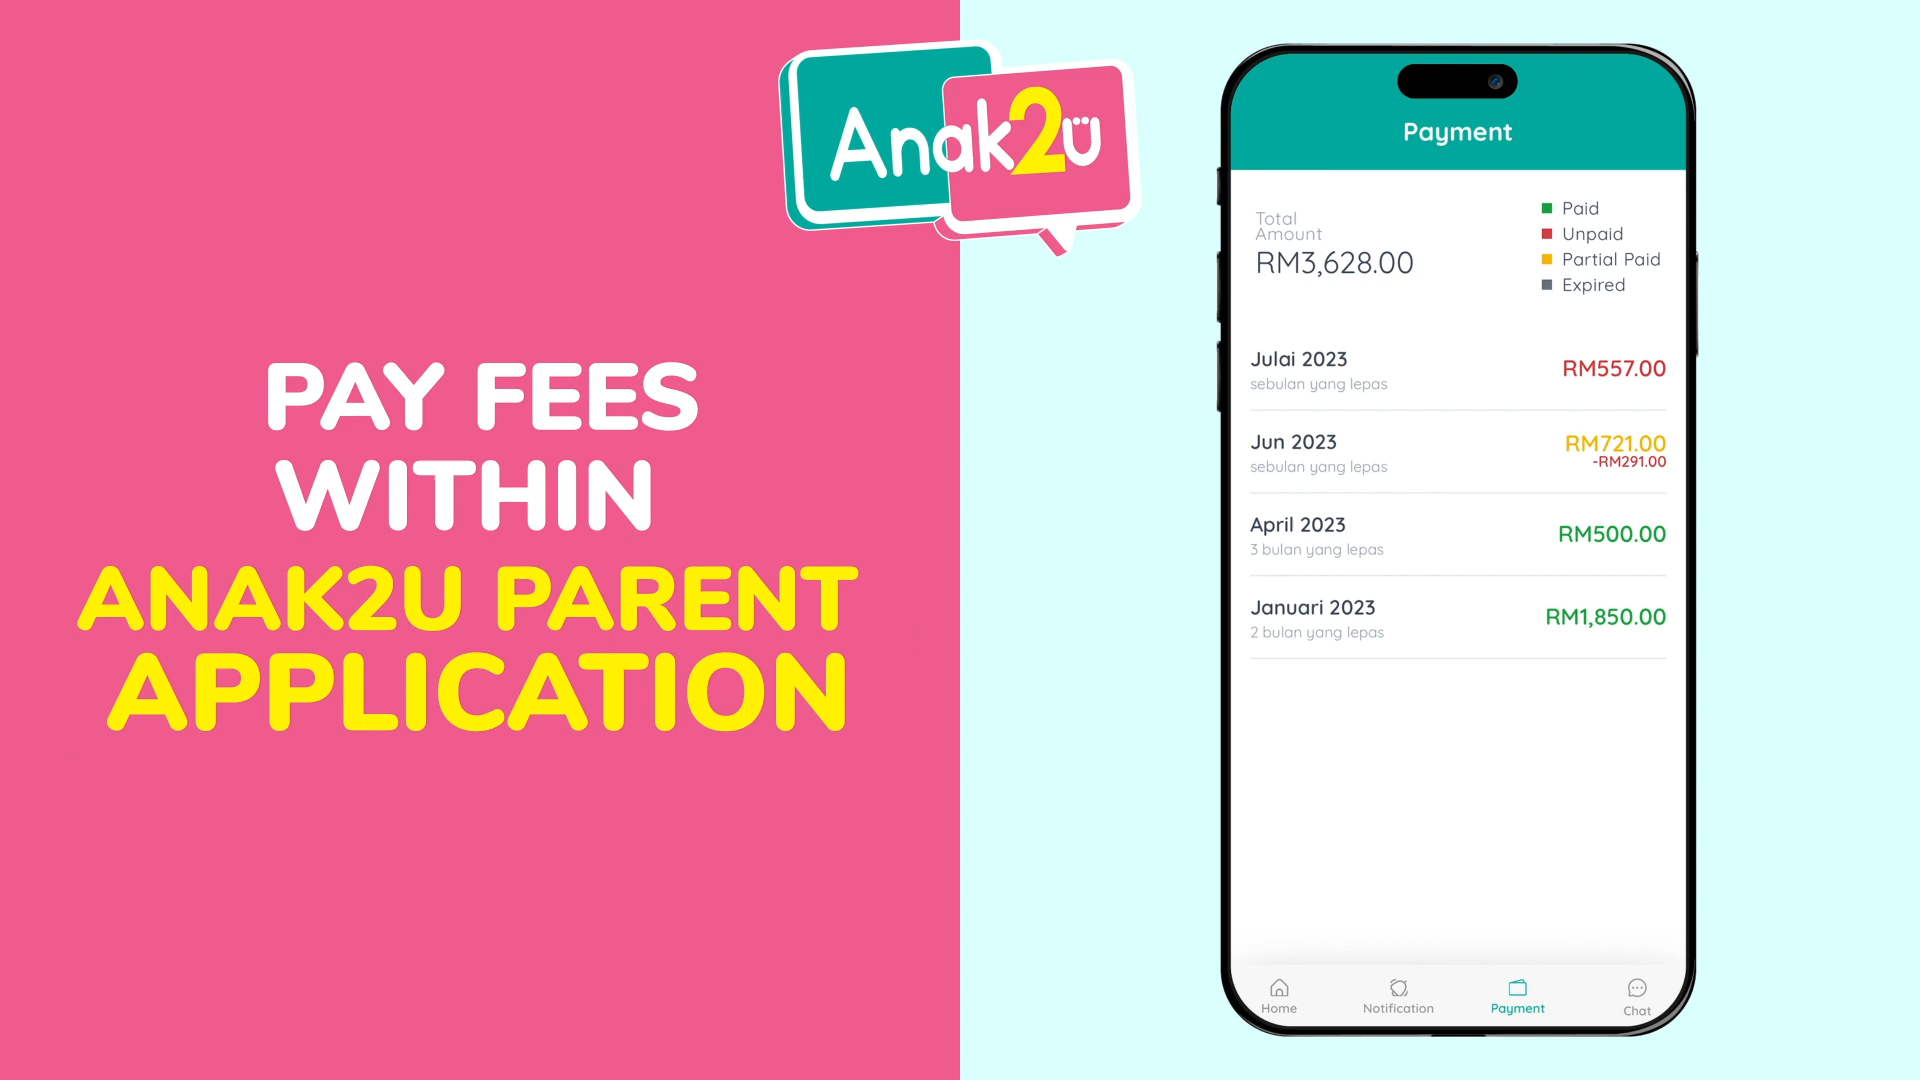 Anak2u
PAY FEES
WITHIN
ANAK2U PARENT
APPLICATION
Payment
Total
Amount
RM3,628.00
Paid
Unpaid
Partial Paid
Expired
Julai 2023
sebulan yang lepas
RM557.00
Jun 2023
sebulan yang lepas
RM721.00
-RM291.00
April 2023
3 bulan yang lepas
RM500.00
Januari 2023
2 bulan yang lepas
RM1,850.00
Home
Notification
Payment
Chat